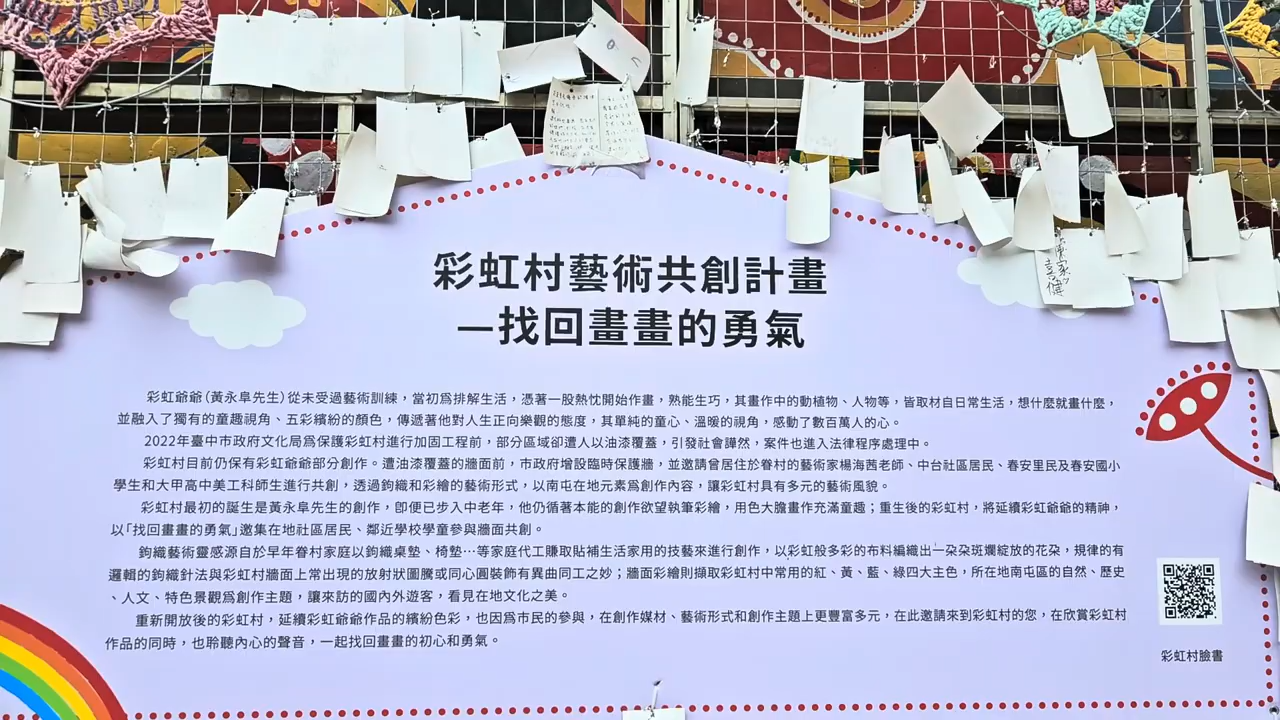 彩虹村藝術共創計畫
—找回畫畫的勇氣
彩虹爺爺(黃永阜先生)從未受過藝術訓練，當初為排解生活，憑著一股熱忱開始作畫，熟能生巧，其畫作中的動植物、人物等，皆取材自日常生活，想什麼就畫什麼，
並融入了獨有的童趣視角、五彩繽紛的顏色，傳遞著他對人生正向樂觀的態度，其單純的童心、溫暖的視角，感動了數百萬人的心。
2022年臺中市政府文化局為保護彩虹村進行加固工程前，部分區域卻遭人以油漆覆蓋，引發社會譁然，案件也進入法律程序處理中。
彩虹村目前仍保有彩虹爺爺部分創作。遭油漆覆蓋的牆面前，市政府增設臨時保護牆，並邀請曾居住於眷村的藝術家楊海茜老師、中台社區居民、春安里民及春安國小
學生和大甲高中美工科師生進行共創，透過鉤織和彩繪的藝術形式，以南屯在地元素為創作內容，讓彩虹村具有多元的藝術風貌。
彩虹村最初的誕生是黃永阜先生的創作，卽便已步入中老年，他仍循著本能的創作欲望執筆彩繪，用色大膽畫作充滿童趣；重生後的彩虹村，將延續彩虹爺爺的精神，
以「找回畫畫的勇氣」邀集在地社區居民、鄰近學校學童參與牆面共創。
鉤織藝術靈感源自於早年眷村家庭以鉤織桌墊、椅墊…等家庭代工賺取貼補生活家用的技藝來進行創作，以彩虹般多彩的布料編織出一朵朵斑斕綻放的花朵，規律的有
邏輯的鉤織針法與彩虹村牆面上常出現的放射狀圖騰或同心圓裝飾有異曲同工之妙；牆面彩繪則擷取彩虹村中常用的紅、黃、藍、綠四大主色，所在地南屯區的自然、歷史
、人文、特色景觀為創作主題，讓來訪的國內外遊客，看見在地文化之美。
重新開放後的彩虹村，延續彩虹爺爺作品的繽紛色彩，也因為市民的參與，在創作媒材、藝術形式和創作主題上更豐富多元，在此邀請來到彩虹村的您，在欣賞彩虹村
作品的同時，也聆聽內心的聲音，一起找回畫畫的初心和勇氣。
彩虹村臉書